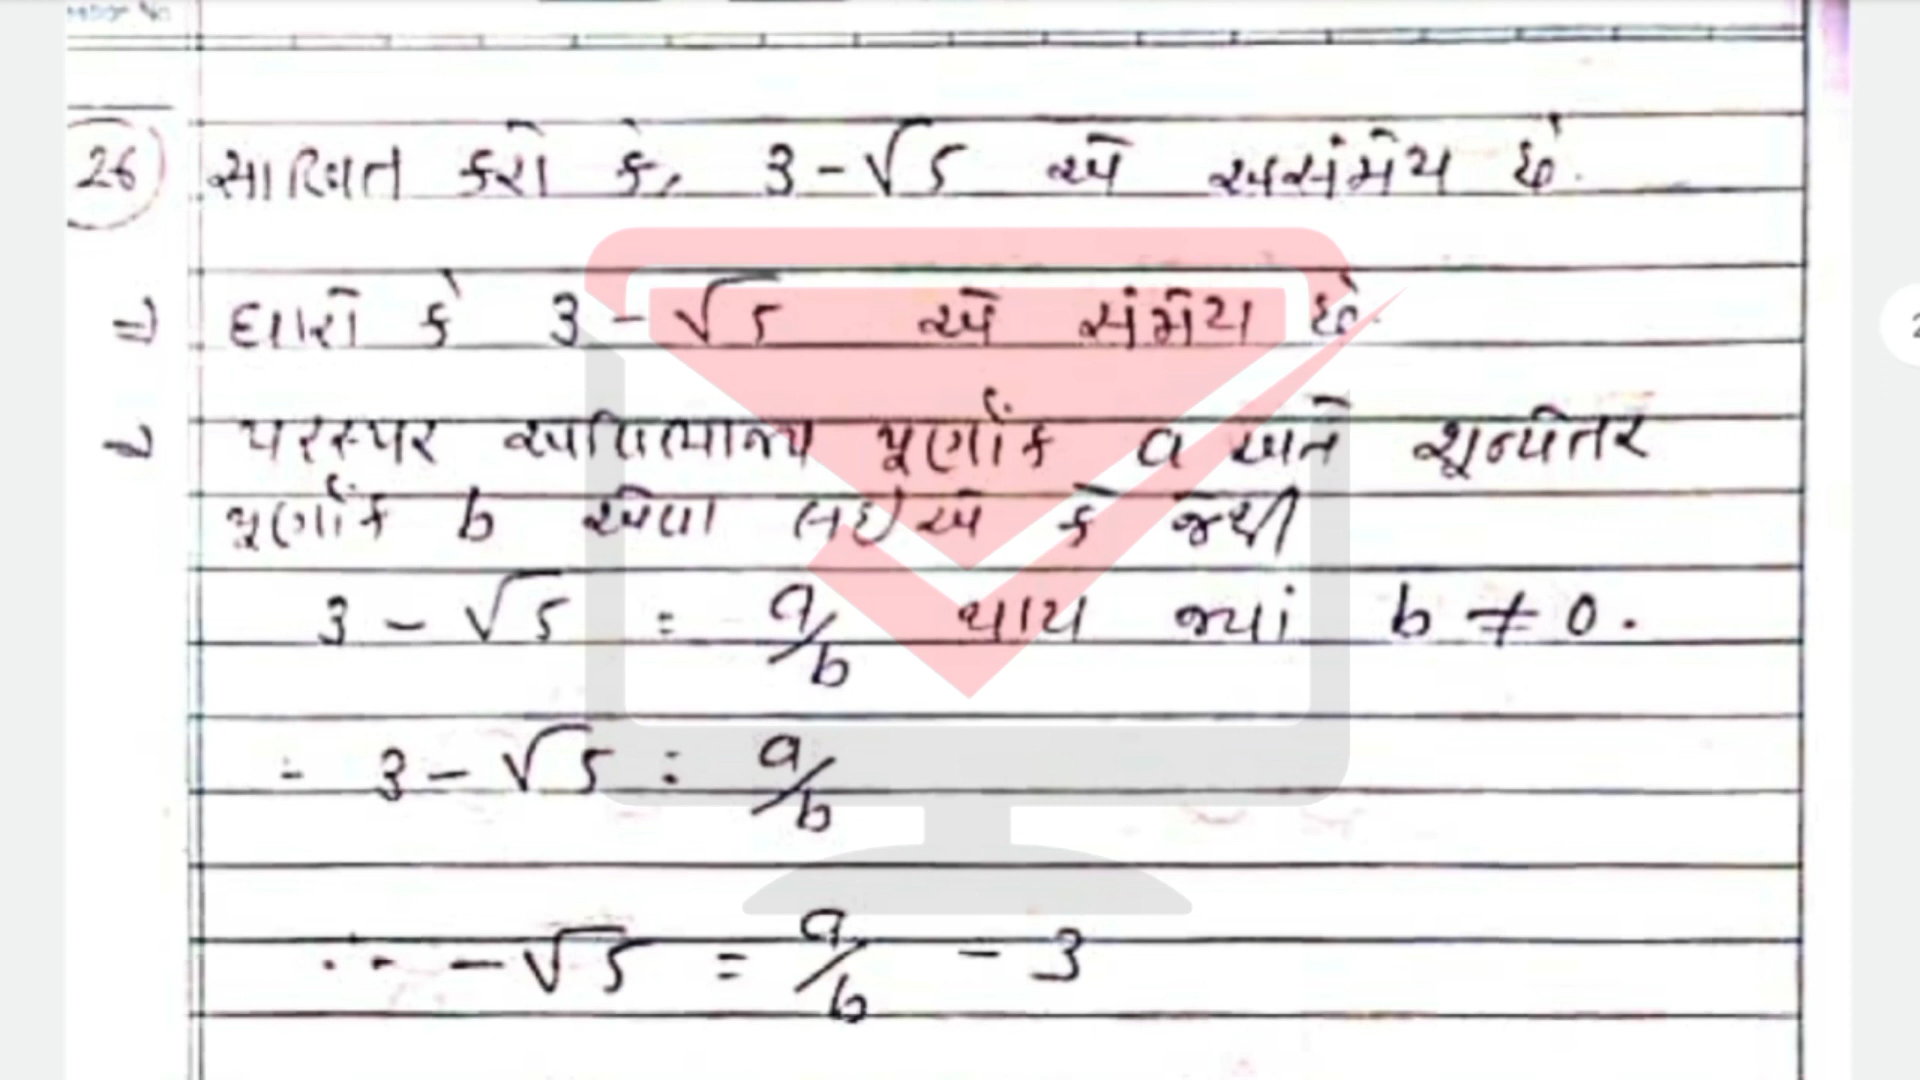 26 સાબિત કરો કે, 3-√5 એ અસંમેય છે.
⇒ ધારો કે 3-√5 એ સંમેય છે.
⇒ પરસ્પર અવિભાજ્ય પૂર્ણાંક a અને શૂન્યેતર
પૂર્ણાંક b એવા લઈએ કે જેથી
3 - √5 = a/b થાય જ્યાં b ≠ 0.
∴ 3 - √5 = a/b
∴ -√5 = a/b - 3